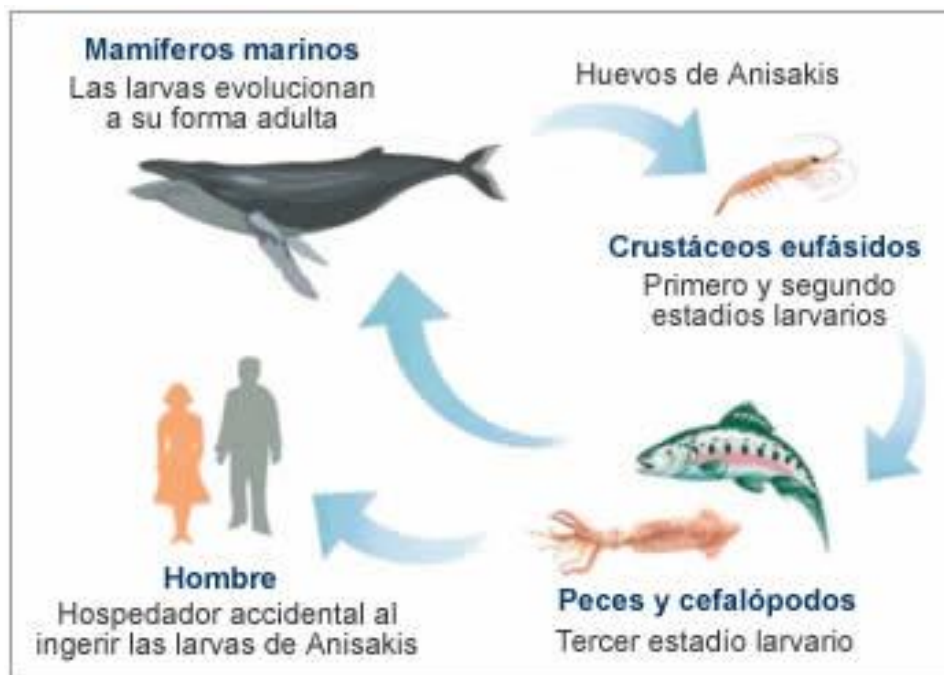 Mamíferos marinos
Las larvas evolucionan
a su forma adulta
Huevos de Anisakis
Crustáceos eufásidos
Primero y segundo
estadios larvarios
Hombre
Hospedador accidental al
ingerir las larvas de Anisakis
Peces y cefalópodos
Tercer estadio larvario